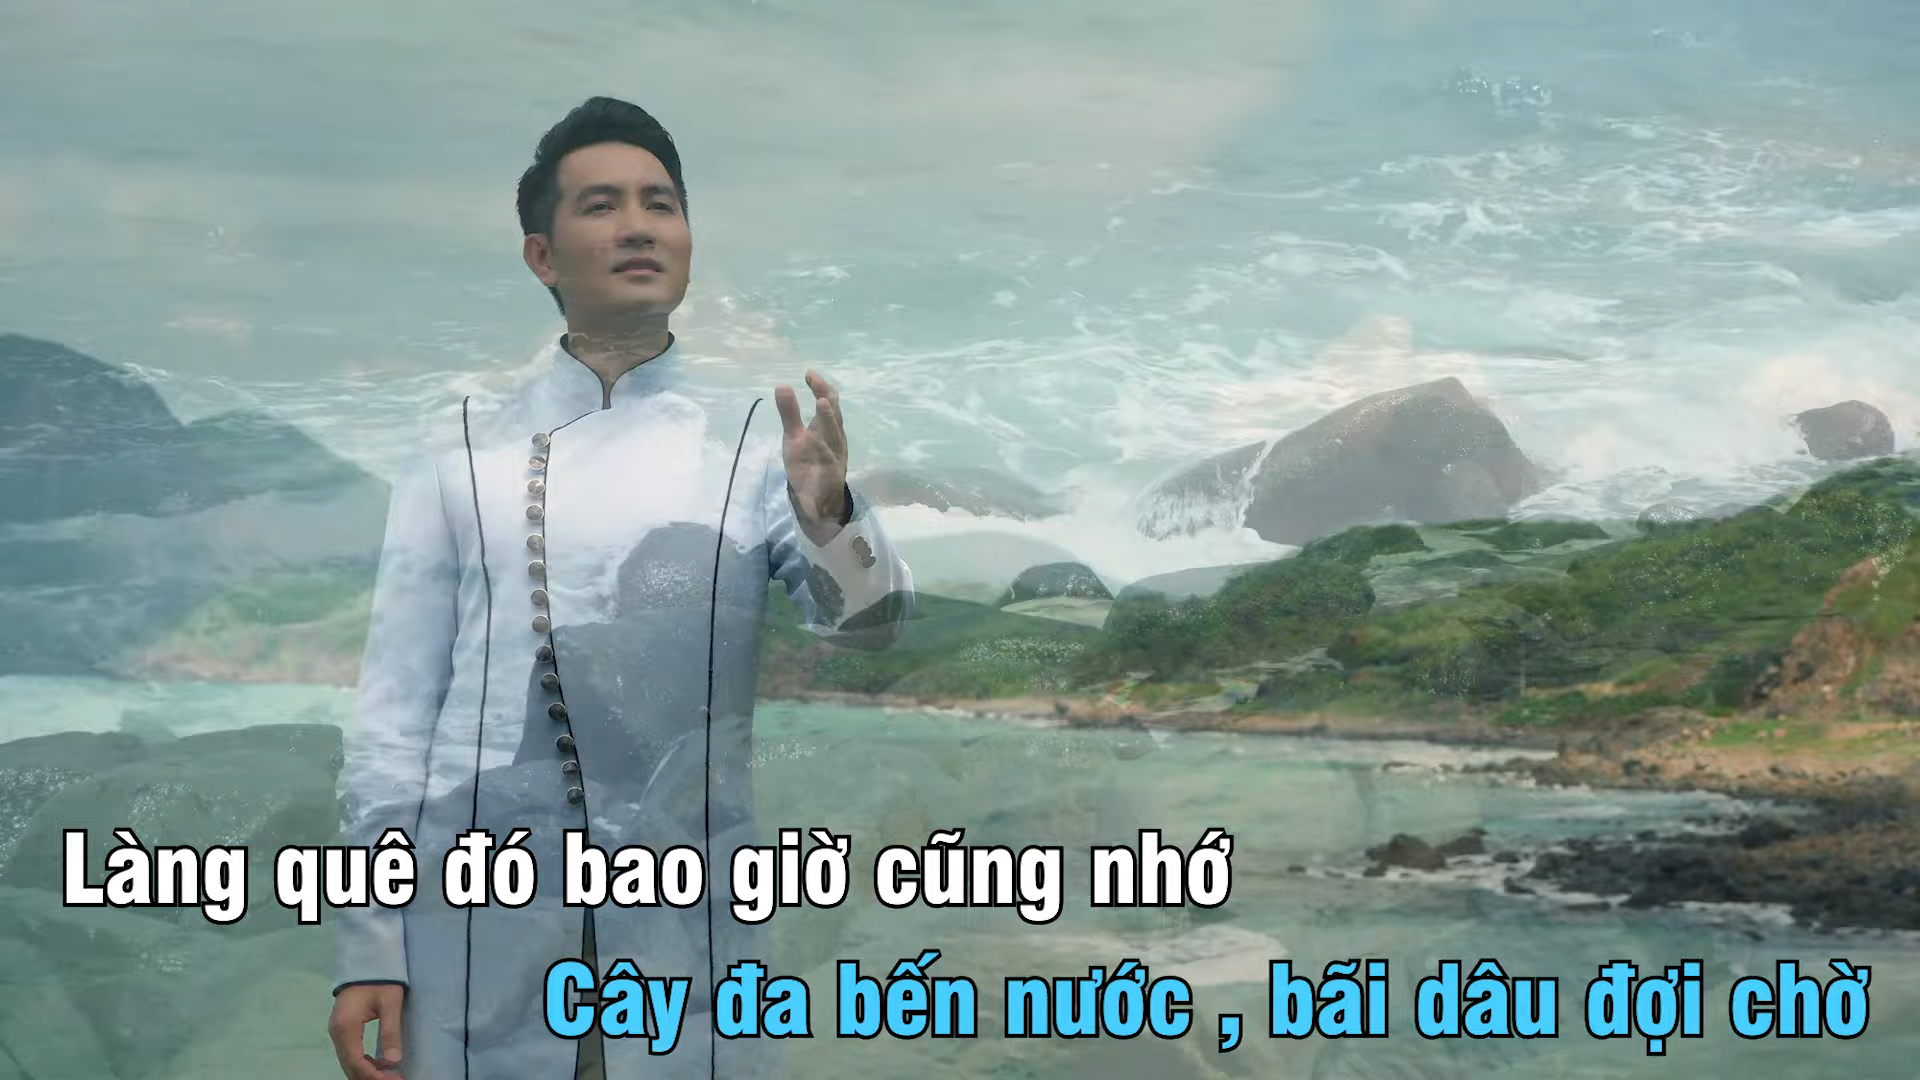 Làng quê đó bao giờ cũng nhớ
Cây đa bến nước , bãi dâu đợi chờ